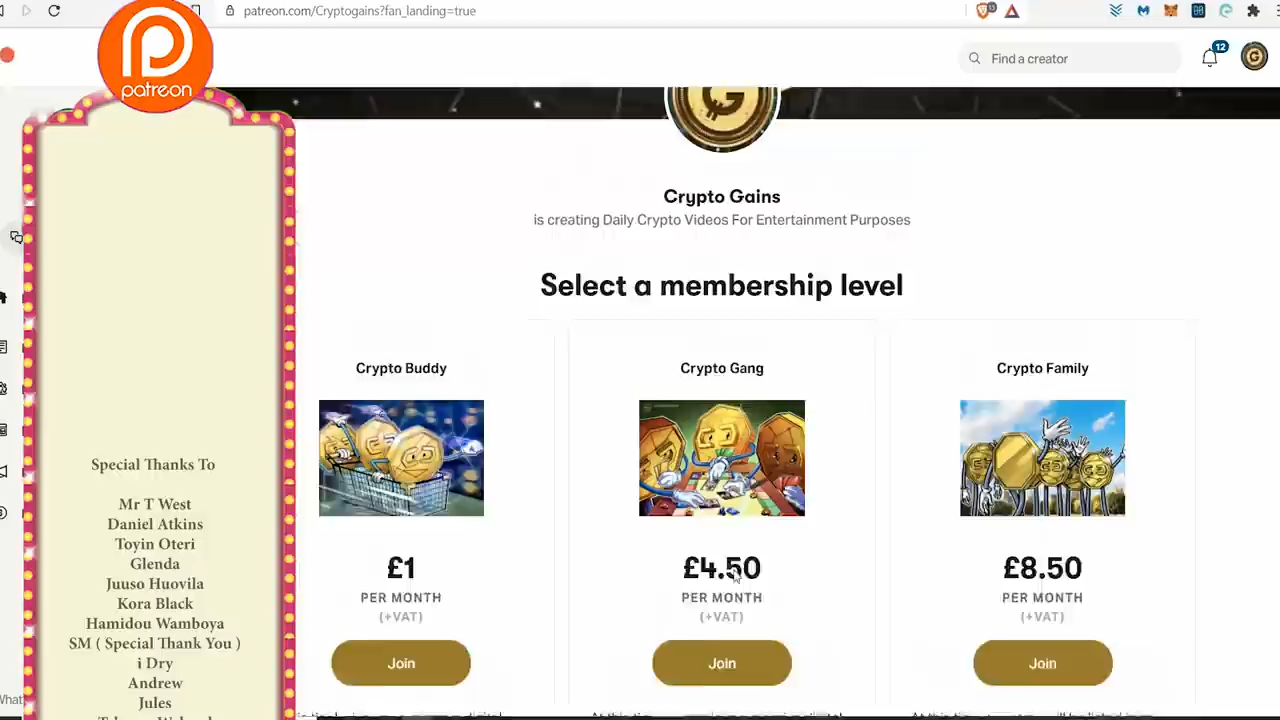 patreon.com/Cryptogains?fan_landing=true
patreon
Find a creator
12
Crypto Gains
is creating Daily Crypto Videos For Entertainment Purposes
Select a membership level
Crypto Buddy
£1
PER MONTH
(+VAT)
Join
Crypto Gang
£4.50
PER MONTH
(+VAT)
Join
Crypto Family
£8.50
PER MONTH
(+VAT)
Join
Special Thanks To
Mr T West
Daniel Atkins
Toyin Oteri
Glenda
Juuso Huovila
Kora Black
Hamidou Wamboya
SM ( Special Thank You )
i Dry
Andrew
Jules
What